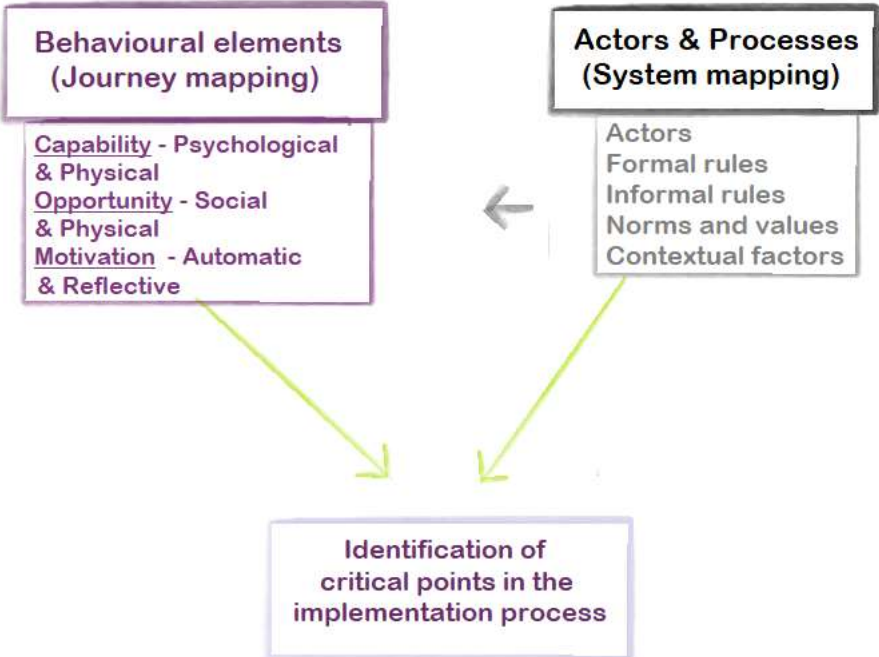 Behavioural elements
(Journey mapping)
Capability - Psychological
& Physical
Opportunity - Social
& Physical
Motivation - Automatic
& Reflective
Actors & Processes
(System mapping)
Actors
Formal rules
Informal rules
Norms and values
Contextual factors
Identification of
critical points in the
implementation process